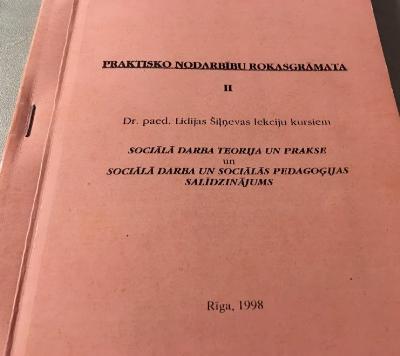 PRAKTISKO NODARBĪBU ROKASGRĀMATA
II
Dr. paed. Lidijas Šiļņevas lekciju kursiem
SOCIĀLĀ DARBA TEORIJA UN PRAKSE
un
SOCIĀLĀ DARBA UN SOCIĀLĀS PEDAGOĢIJAS
SALĪDZINĀJUMS
Rīga, 1998